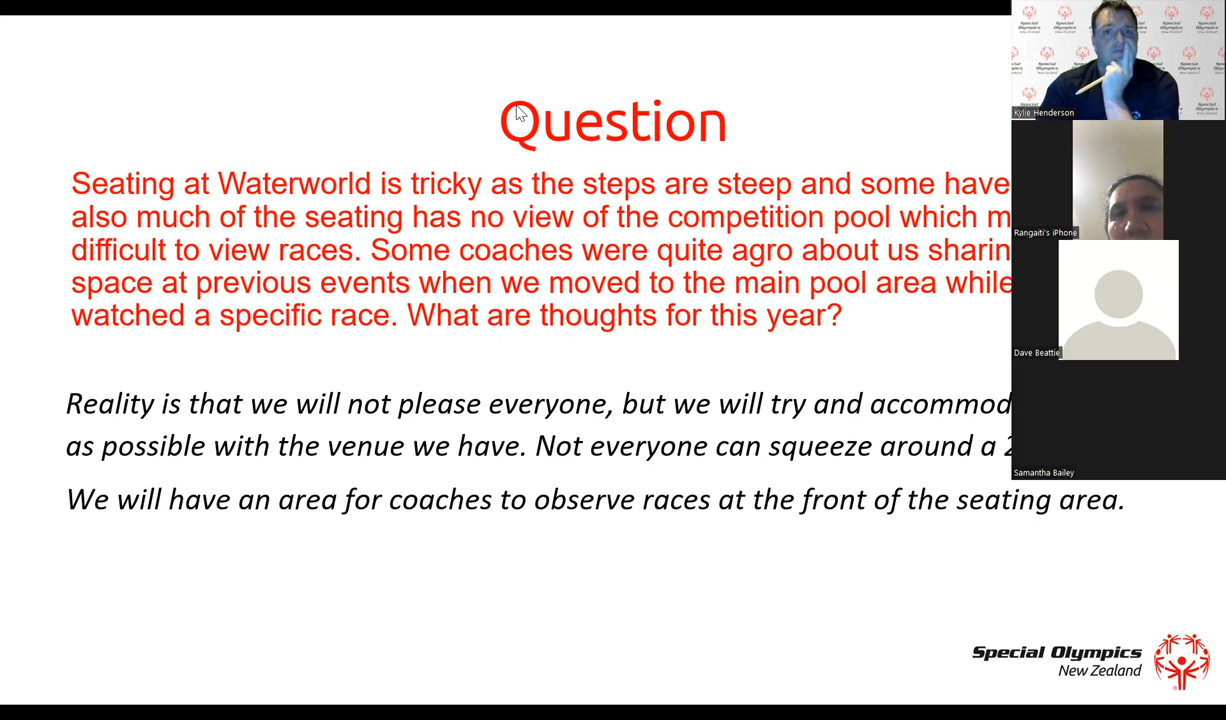 Question
Seating at Waterworld is tricky as the steps are steep and some have
also much of the seating has no view of the competition pool which m
difficult to view races. Some coaches were quite agro about us sharin
space at previous events when we moved to the main pool area while
watched a specific race. What are thoughts for this year?
Reality is that we will not please everyone, but we will try and accommod
as possible with the venue we have. Not everyone can squeeze around a 2
We will have an area for coaches to observe races at the front of the seating area.
Special Olympics
New Zealand
Kylie Henderson
Rangaiti's iPhone
Dave Beattie
Samantha Bailey